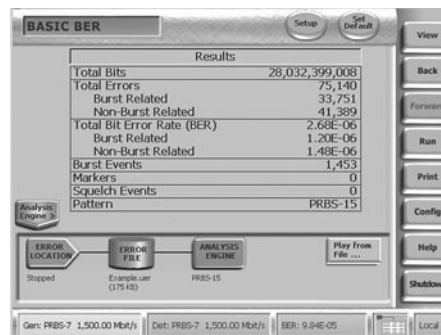 BASIC BER
Setup
Set Default
View
Back
Forward
Run
Print
Config
Help
Shutdown
Local
Results
Total Bits 28,032,399,008
Total Errors 75,140
Burst Related 33,751
Non-Burst Related 41,389
Total Bit Error Rate (BER) 2.68E-06
Burst Related 1.20E-06
Non-Burst Related 1.48E-06
Burst Events 1,453
Markers 0
Squelch Events 0
Pattern PRBS-15
Analysis Engine >
ERROR LOCATION
ERROR FILE
ANALYSIS ENGINE
Play from File ...
Stopped
Example.uer (175 kB)
PRBS-15
Gen: PRBS-7 1,500.00 Mbit/s
Det: PRBS-7 1,500.00 Mbit/s
BER: 9.84E-05